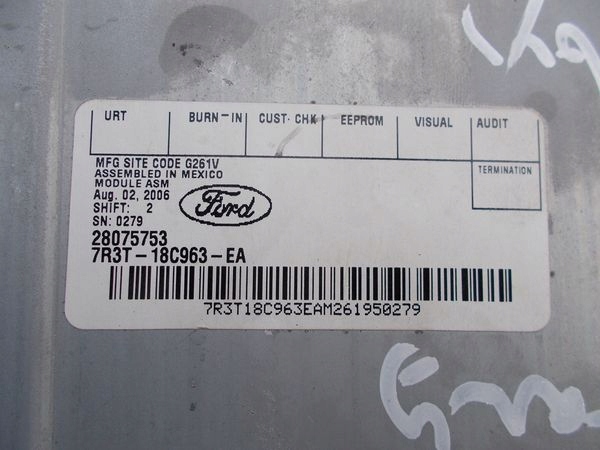 URT BURN-IN CUST. CHK EEPROM VISUAL AUDIT
TERMINATION
MFG SITE CODE G261V
ASSEMBLED IN MEXICO
MODULE ASM
Aug. 02, 2006
SHIFT: 2
SN: 0279
Ford
28075753
7R3T-18C963-EA
7R3T18C963EAM261950279